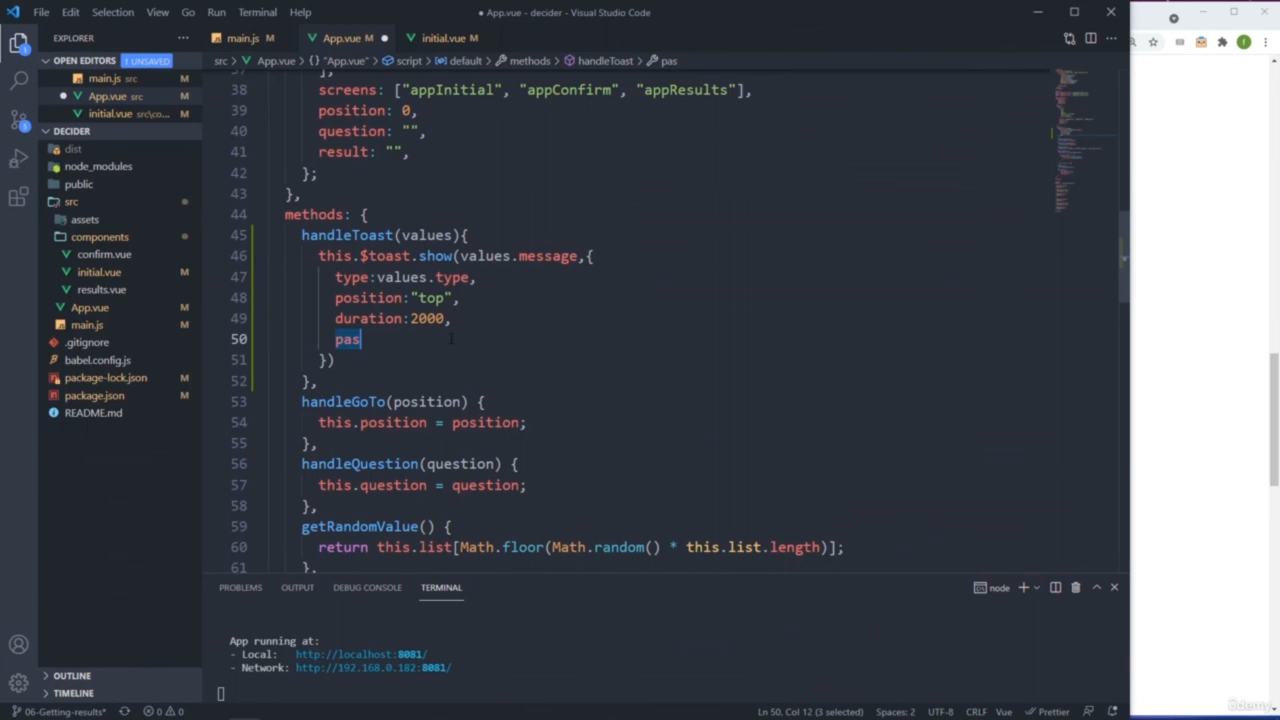 File Edit Selection View Go Run Terminal Help
● App.vue - decider - Visual Studio Code
EXPLORER
OPEN EDITORS 1 UNSAVED
main.js src M
App.vue src M
initial.vue src\co... M
DECIDER
dist
node_modules
public
src
assets
components
confirm.vue
initial.vue M
results.vue
App.vue M
main.js M
.gitignore
babel.config.js
package-lock.json M
package.json M
README.md
OUTLINE
TIMELINE
main.js M App.vue M initial.vue M
src > App.vue > {} "App.vue" > script > default > methods > handleToast > pas
38 screens: ["appInitial", "appConfirm", "appResults"],
39 position: 0,
40 question: "",
41 result: "",
42 };
43 },
44 methods: {
45 handleToast(values){
46 this.$toast.show(values.message,{
47 type:values.type,
48 position:"top",
49 duration:2000,
50 pas
51 })
52 },
53 handleGoTo(position) {
54 this.position = position;
55 },
56 handleQuestion(question) {
57 this.question = question;
58 },
59 getRandomValue() {
60 return this.list[Math.floor(Math.random() * this.list.length)];
61 },
PROBLEMS OUTPUT DEBUG CONSOLE TERMINAL
node
App running at:
- Local: http://localhost:8081/
- Network: http://192.168.0.182:8081/
06-Getting-results* 0 0
Ln 50, Col 12 (3 selected) Spaces: 2 UTF-8 CRLF Vue Prettier
Udemy